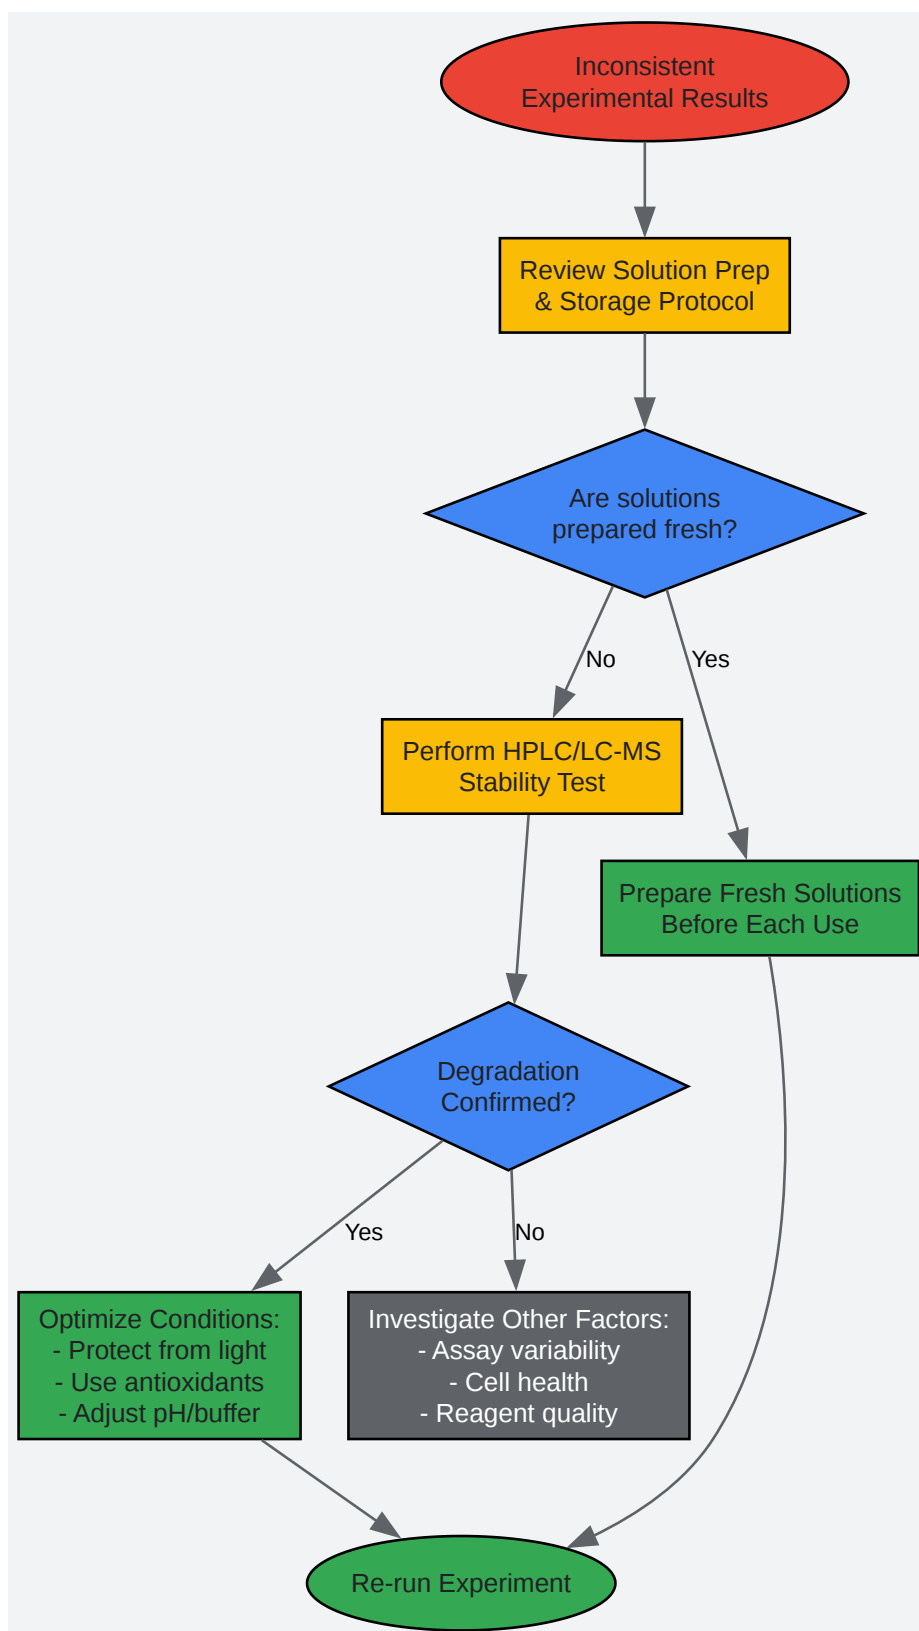 Inconsistent
Experimental Results
Review Solution Prep
& Storage Protocol
Are solutions
prepared fresh?
No
Yes
Perform HPLC/LC-MS
Stability Test
Prepare Fresh Solutions
Before Each Use
Degradation
Confirmed?
Yes
No
Optimize Conditions:
- Protect from light
- Use antioxidants
- Adjust pH/buffer
Investigate Other Factors:
- Assay variability
- Cell health
- Reagent quality
Re-run Experiment